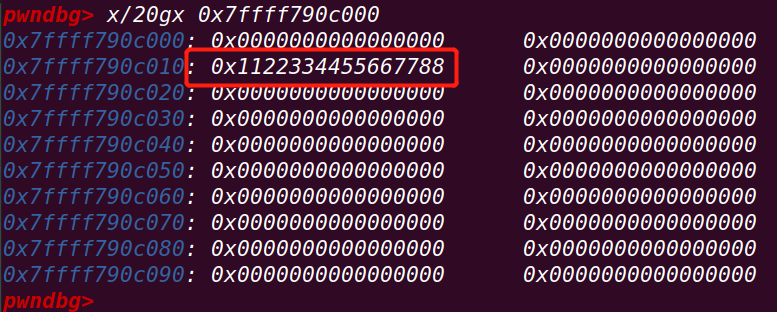 pwndbg> x/20gx 0x7ffff790c000
0x7ffff790c000: 0x0000000000000000 0x0000000000000000
0x7ffff790c010: 0x1122334455667788 0x0000000000000000
0x7ffff790c020: 0x0000000000000000 0x0000000000000000
0x7ffff790c030: 0x0000000000000000 0x0000000000000000
0x7ffff790c040: 0x0000000000000000 0x0000000000000000
0x7ffff790c050: 0x0000000000000000 0x0000000000000000
0x7ffff790c060: 0x0000000000000000 0x0000000000000000
0x7ffff790c070: 0x0000000000000000 0x0000000000000000
0x7ffff790c080: 0x0000000000000000 0x0000000000000000
0x7ffff790c090: 0x0000000000000000 0x0000000000000000
pwndbg>